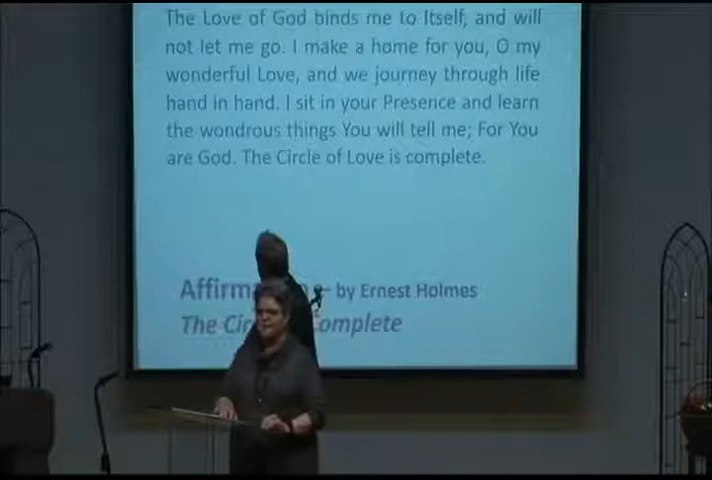 The Love of God binds me to Itself, and will
not let me go. I make a home for you, O my
wonderful Love, and we journey through life
hand in hand. I sit in your Presence and learn
the wondrous things You will tell me; For You
are God. The Circle of Love is complete.
– by Ernest Holmes
The